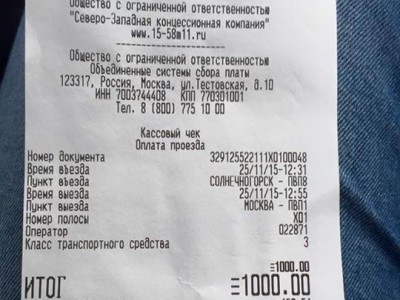 Общество с ограниченной ответственностью
"Северо-Западная концессионная компания"
www.15-58m11.ru
Общество с ограниченной ответственностью
Объединенные системы сбора платы
123317, Россия, Москва, ул.Тестовская, д.10
ИНН 7003744408 КПП 770301001
Тел. 8 (800) 775 10 00
Кассовый чек
Оплата проезда
Номер документа 329125522111X0100048
Время въезда 25/11/15-12:31
Пункт въезда СОЛНЕЧНОГОРСК - ПВП8
Время выезда 25/11/15-12:55
Пункт выезда МОСКВА - ПВП1
Номер полосы X01
Оператор 022871
Класс транспортного средства 3
≡1000.00
ИТОГ ≡1000.00